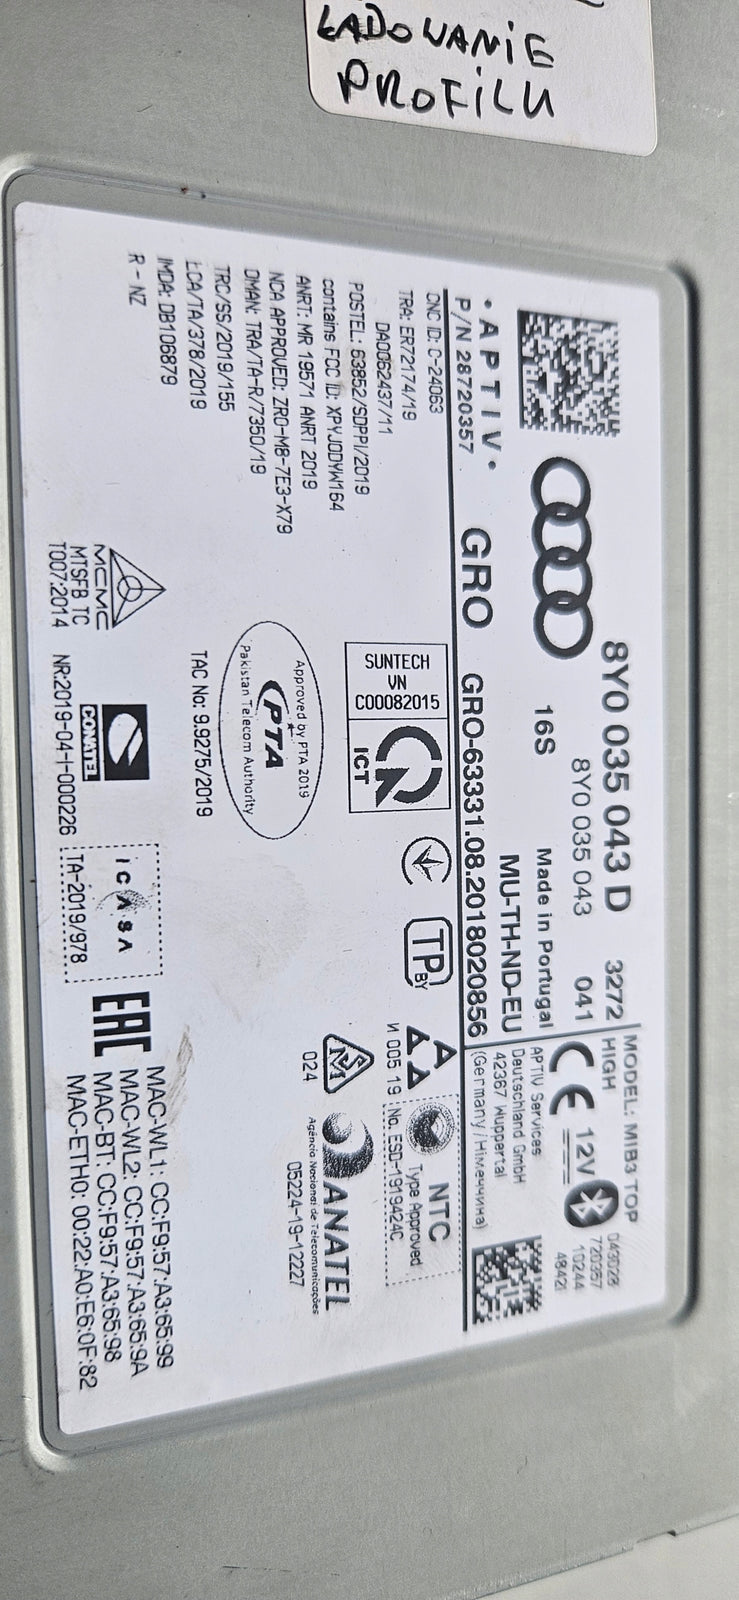 ŁADOWANIE
PROFILU
8Y0 035 043 D 3272
8Y0 035 043 041
16S Made in Portugal
MU-TH-ND-EU
MODEL: MIB3 TOP
HIGH
12V
720357
10244
4842
APTIV Services
Deutschland GmbH
42367 Wuppertal
(Germany/Німеччина)
• A P T I V •
P/N 28720357
GRO GRO-63331.08.2018020856
CNC ID: C-24063
TRA: ER72174/19
DA0062437/11
POSTEL: 63852/SDPPI/2019
contains FCC ID: XPYJODYW164
ANRT: MR 19571 ANRT 2019
NCA APPROVED: ZRO-M8-7E3-X79
OMAN: TRA/TA-R/7350/19
TRC/SS/2019/155
ŁCA/TA/378/2019
IMDA: DB106879
R - NZ
SUNTECH
VN
C00082015
ICT
TP
BY
И 005 19
NTC
Type Approved
No. ESD-1919424C
024
ANATEL
Agência Nacional de Telecomunicações
05224-19-12227
Approved by PTA 2019
PTA
Pakistan Telecom Authority
TAC No: 9.9275/2019
MCMC
MTSFB TC
T007:2014
CONATEL
NR:2019-04-I-000226
ICASA
TA-2019/978
EAC
MAC-WL1: CC:F9:57:A3:65:99
MAC-WL2: CC:F9:57:A3:65:9A
MAC-BT: CC:F9:57:A3:65:98
MAC-ETH0: 00:22:A0:E6:0F:82